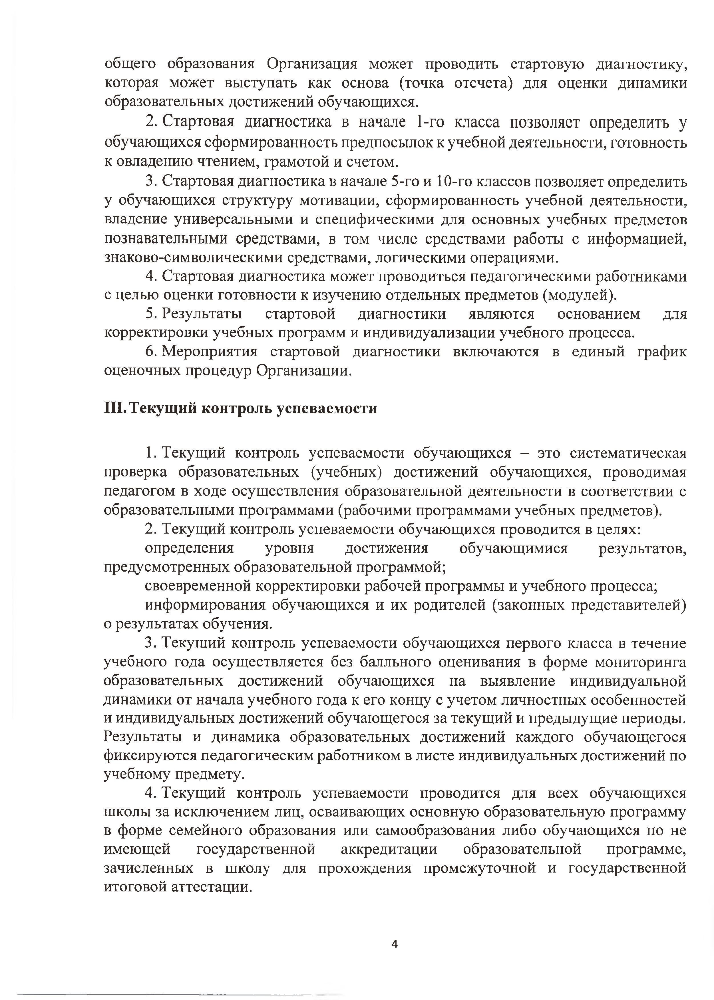 общего образования Организация может проводить стартовую диагностику,
которая может выступать как основа (точка отсчета) для оценки динамики
образовательных достижений обучающихся.
2. Стартовая диагностика в начале 1-го класса позволяет определить у
обучающихся сформированность предпосылок к учебной деятельности, готовность
к овладению чтением, грамотой и счетом.
3. Стартовая диагностика в начале 5-го и 10-го классов позволяет определить
у обучающихся структуру мотивации, сформированность учебной деятельности,
владение универсальными и специфическими для основных учебных предметов
познавательными средствами, в том числе средствами работы с информацией,
знаково-символическими средствами, логическими операциями.
4. Стартовая диагностика может проводиться педагогическими работниками
с целью оценки готовности к изучению отдельных предметов (модулей).
5. Результаты стартовой диагностики являются основанием для
корректировки учебных программ и индивидуализации учебного процесса.
6. Мероприятия стартовой диагностики включаются в единый график
оценочных процедур Организации.
III. Текущий контроль успеваемости
1. Текущий контроль успеваемости обучающихся – это систематическая
проверка образовательных (учебных) достижений обучающихся, проводимая
педагогом в ходе осуществления образовательной деятельности в соответствии с
образовательными программами (рабочими программами учебных предметов).
2. Текущий контроль успеваемости обучающихся проводится в целях:
определения уровня достижения обучающимися результатов,
предусмотренных образовательной программой;
своевременной корректировки рабочей программы и учебного процесса;
информирования обучающихся и их родителей (законных представителей)
о результатах обучения.
3. Текущий контроль успеваемости обучающихся первого класса в течение
учебного года осуществляется без балльного оценивания в форме мониторинга
образовательных достижений обучающихся на выявление индивидуальной
динамики от начала учебного года к его концу с учетом личностных особенностей
и индивидуальных достижений обучающегося за текущий и предыдущие периоды.
Результаты и динамика образовательных достижений каждого обучающегося
фиксируются педагогическим работником в листе индивидуальных достижений по
учебному предмету.
4. Текущий контроль успеваемости проводится для всех обучающихся
школы за исключением лиц, осваивающих основную образовательную программу
в форме семейного образования или самообразования либо обучающихся по не
имеющей государственной аккредитации образовательной программе,
зачисленных в школу для прохождения промежуточной и государственной
итоговой аттестации.
4